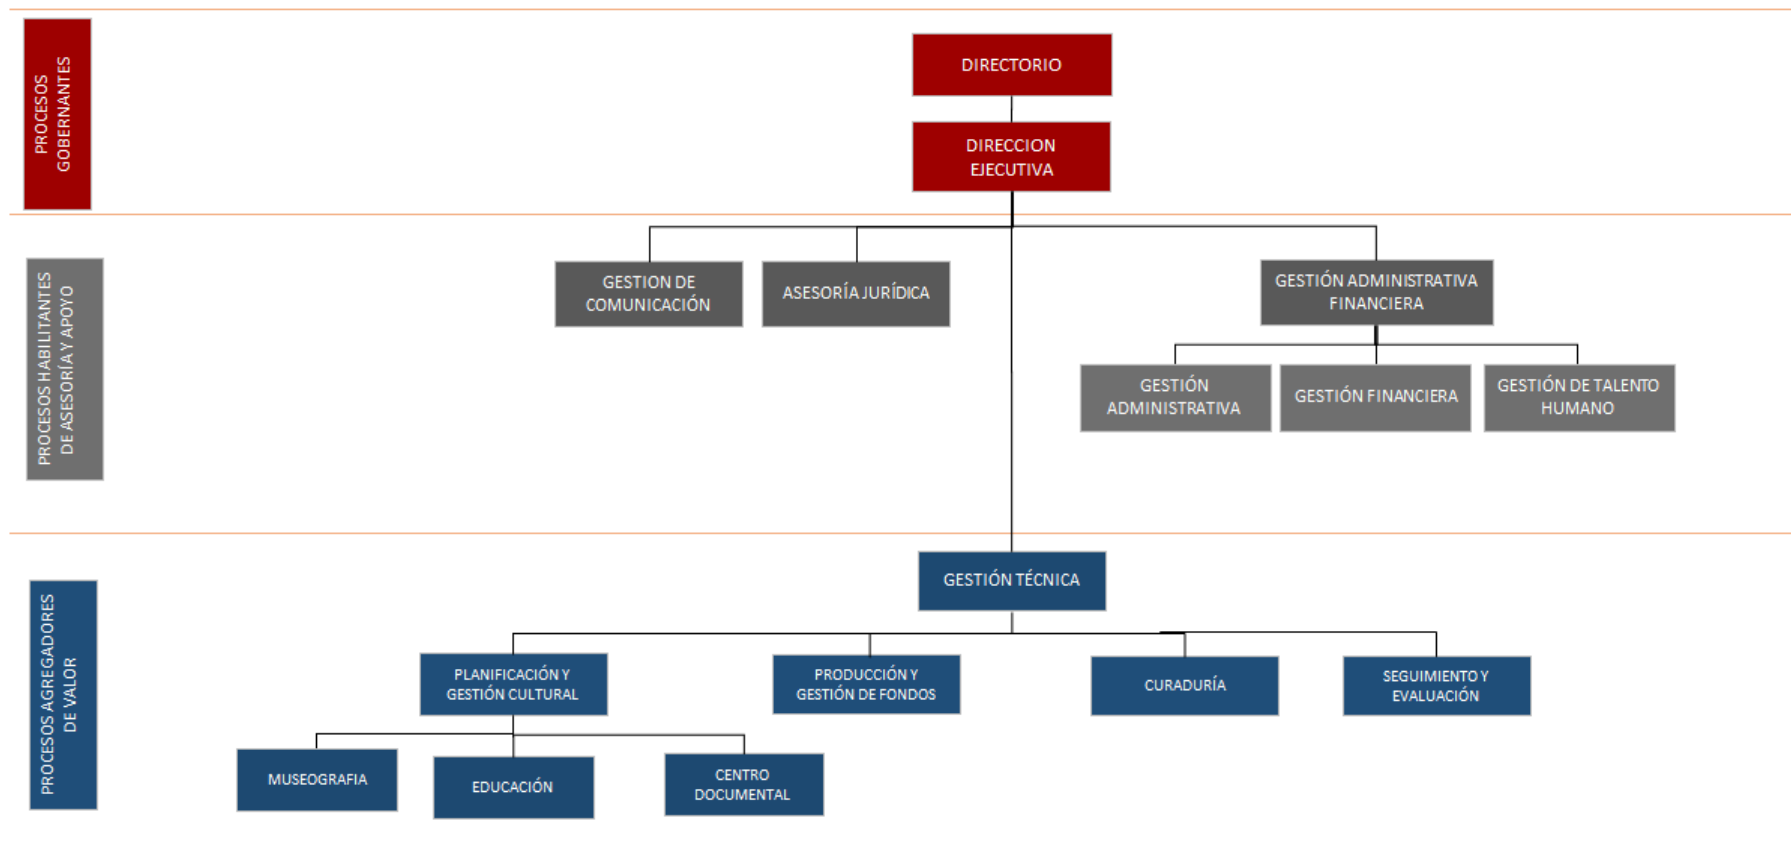 PROCESOS
GOBERNANTES
DIRECTORIO
DIRECCION
EJECUTIVA
PROCESOS HABILITANTES
DE ASESORÍA Y APOYO
GESTION DE
COMUNICACIÓN
ASESORÍA JURÍDICA
GESTIÓN ADMINISTRATIVA
FINANCIERA
GESTIÓN
ADMINISTRATIVA
GESTIÓN FINANCIERA
GESTIÓN DE TALENTO
HUMANO
PROCESOS AGREGADORES
DE VALOR
GESTIÓN TÉCNICA
PLANIFICACIÓN Y
GESTIÓN CULTURAL
PRODUCCIÓN Y
GESTIÓN DE FONDOS
CURADURÍA
SEGUIMIENTO Y
EVALUACIÓN
MUSEOGRAFIA
EDUCACIÓN
CENTRO
DOCUMENTAL